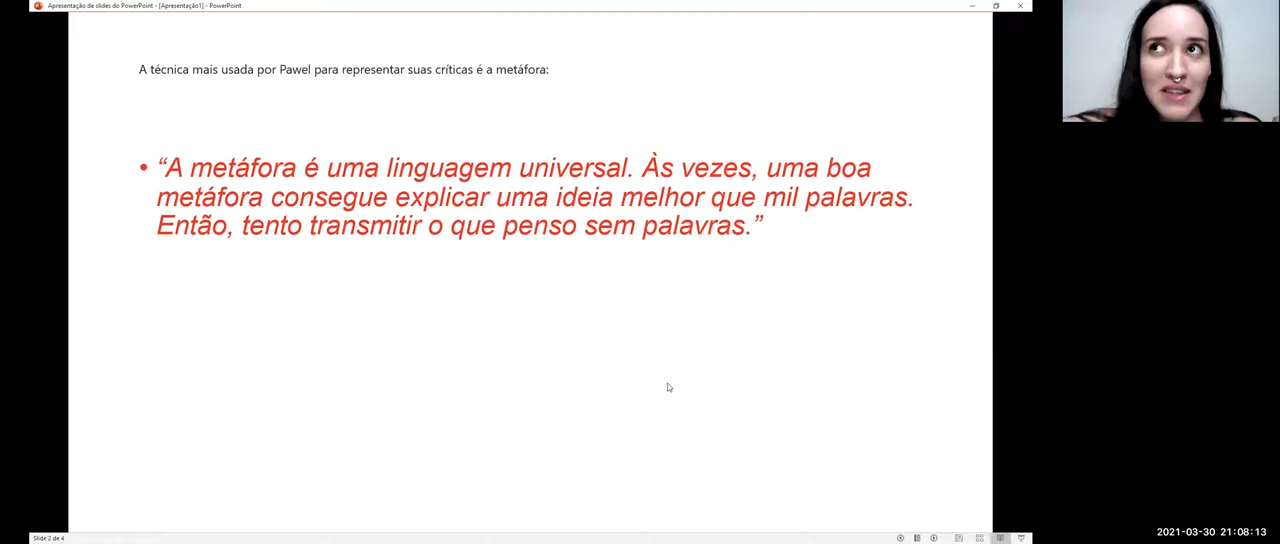 Apresentação de slides do PowerPoint - [Apresentação1] - PowerPoint
A técnica mais usada por Pawel para representar suas críticas é a metáfora:
• “A metáfora é uma linguagem universal. Às vezes, uma boa
metáfora consegue explicar uma ideia melhor que mil palavras.
Então, tento transmitir o que penso sem palavras.”
2021-03-30 21:08:13
Slide 2 de 4